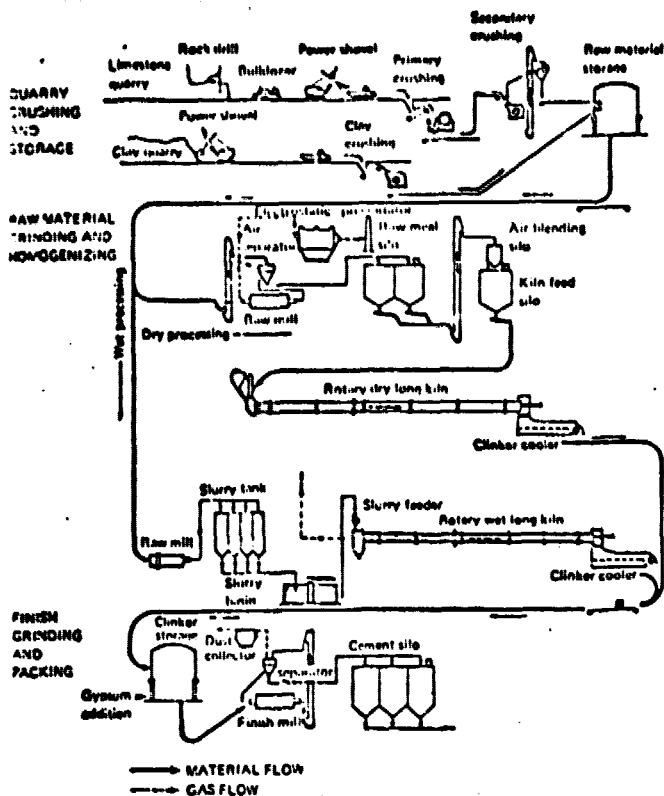 Secondary
crushing
Rock drill
Power shovel
Raw material
storage
Limestone
quarry
Bulldozer
Primary
crushing
QUARRY
CRUSHING
AND
STORAGE
Power shovel
Clay quarry
Clay
crushing
RAW MATERIAL
GRINDING AND
HOMOGENIZING
Electrostatic precipitator
Air
separator
Raw meal
silo
Air blending
silo
Kiln feed
silo
Raw mill
Wet processing
Dry processing
Rotary dry long kiln
Clinker cooler
Slurry tank
Slurry feeder
Rotary wet long kiln
Raw mill
Slurry
Clinker cooler
FINISH
GRINDING
AND
PACKING
Clinker
storage
Dust
collector
Cement silo
separator
Gypsum
addition
Finish mill
MATERIAL FLOW
GAS FLOW